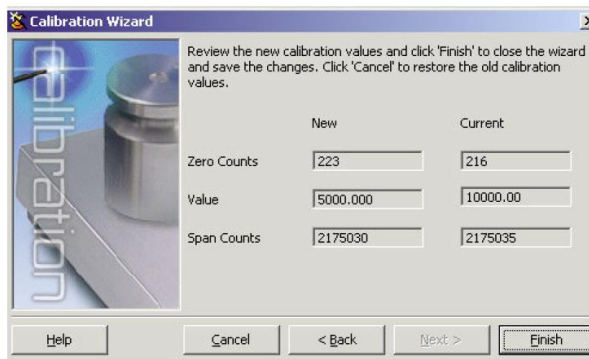 Calibration Wizard
Review the new calibration values and click 'Finish' to close the wizard
and save the changes. Click 'Cancel' to restore the old calibration
values.
calibration
New Current
Zero Counts 223 216
Value 5000.000 10000.00
Span Counts 2175030 2175035
Help Cancel < Back Next > Finish